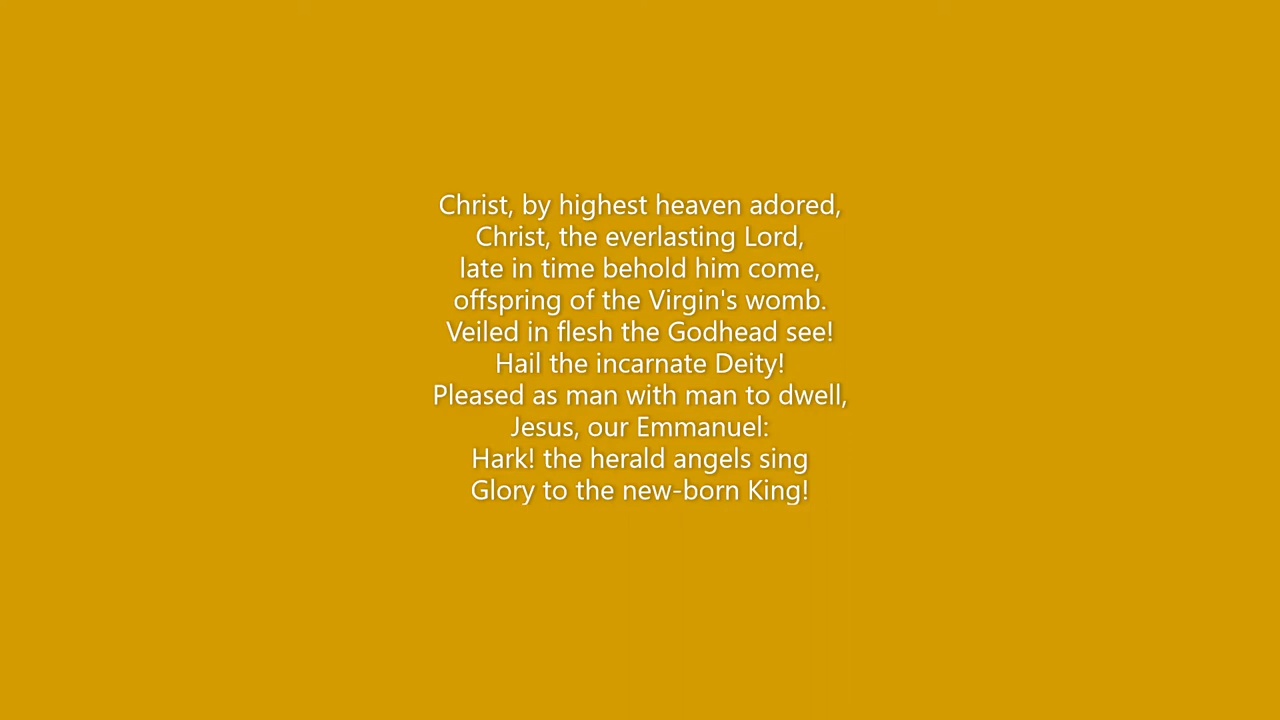 Christ, by highest heaven adored,
Christ, the everlasting Lord,
late in time behold him come,
offspring of the Virgin's womb.
Veiled in flesh the Godhead see!
Hail the incarnate Deity!
Pleased as man with man to dwell,
Jesus, our Emmanuel:
Hark! the herald angels sing
Glory to the new-born King!